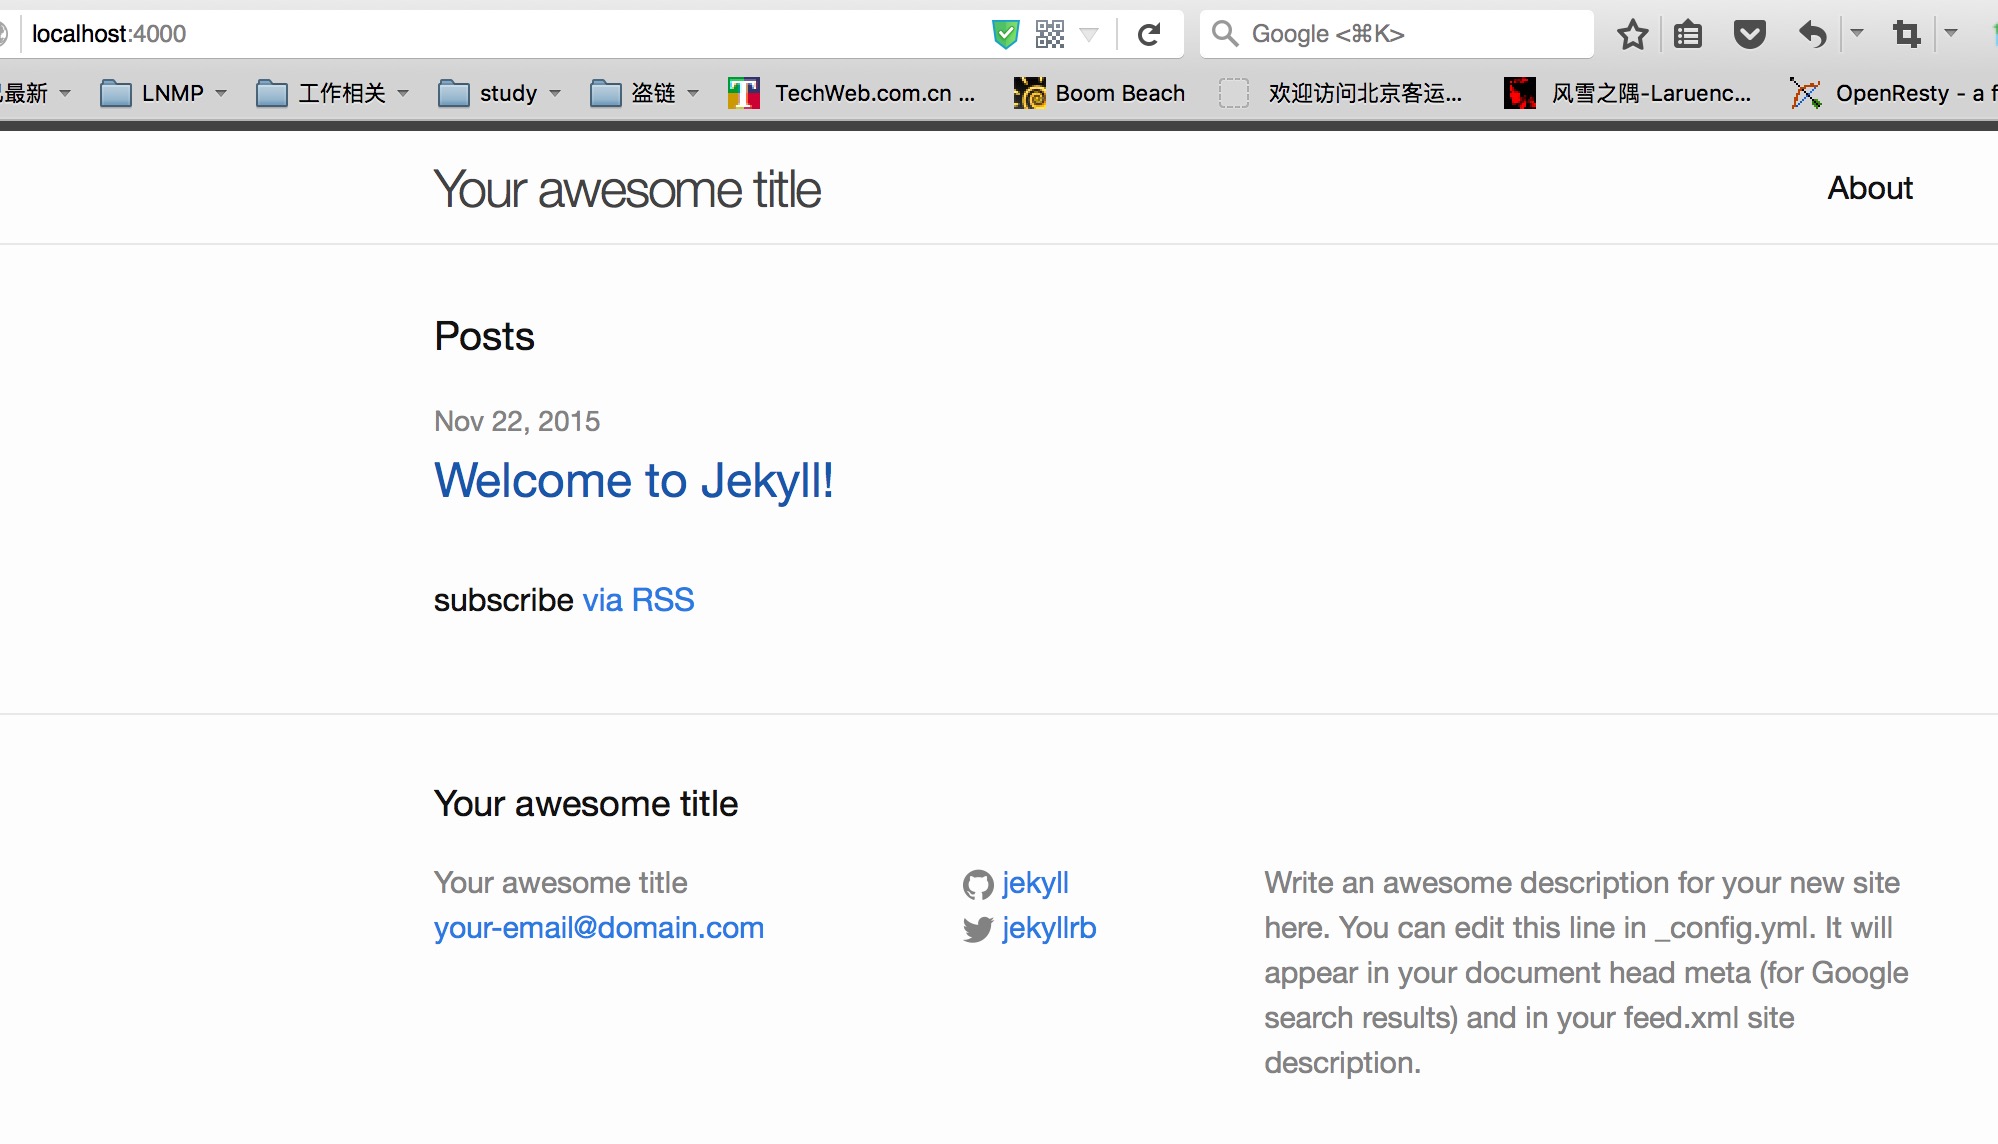 localhost:4000
Google <⌘K>
最新
LNMP
工作相关
study
盗链
TechWeb.com.cn ...
Boom Beach
欢迎访问北京客运...
风雪之隅-Laruenc...
OpenResty - a f
Your awesome title
About
Posts
Nov 22, 2015
Welcome to Jekyll!
subscribe via RSS
Your awesome title
Your awesome title
your-email@domain.com
jekyll
jekyllrb
Write an awesome description for your new site
here. You can edit this line in _config.yml. It will
appear in your document head meta (for Google
search results) and in your feed.xml site
description.